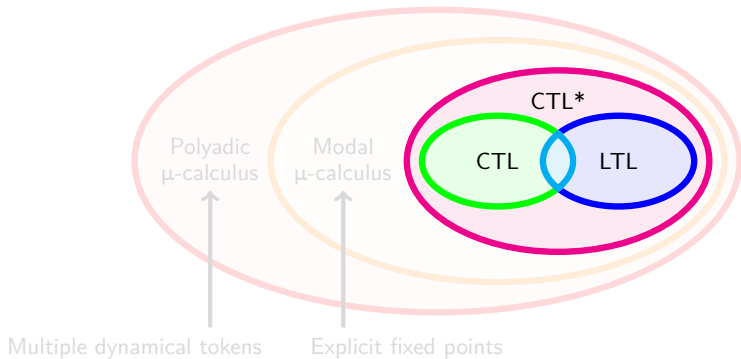 CTL*
Polyadic
μ-calculus
Modal
μ-calculus
CTL
LTL
Multiple dynamical tokens
Explicit fixed points